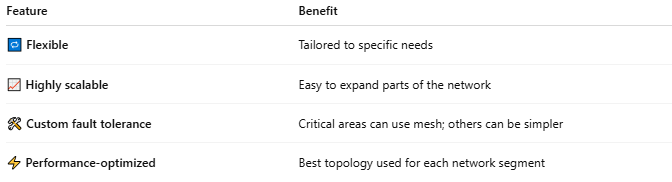 Feature Benefit
🔁 Flexible Tailored to specific needs
📈 Highly scalable Easy to expand parts of the network
🛠 Custom fault tolerance Critical areas can use mesh; others can be simpler
⚡ Performance-optimized Best topology used for each network segment